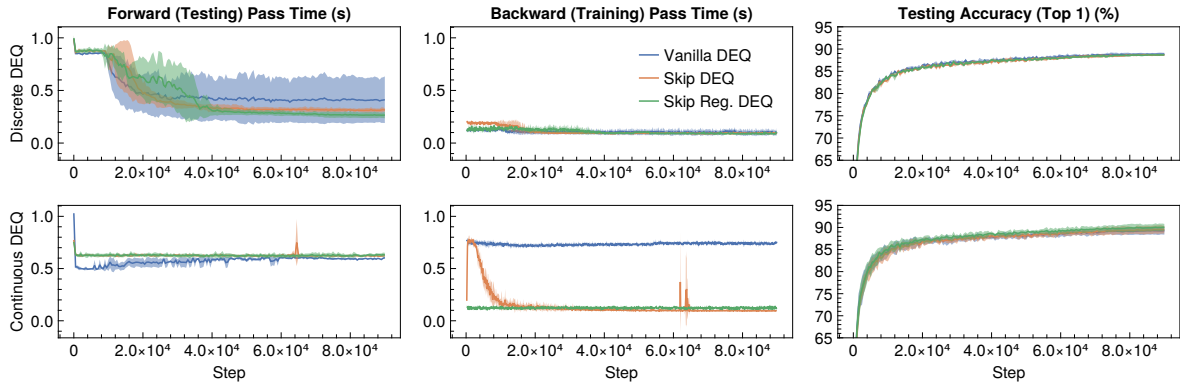 Forward (Testing) Pass Time (s)
Backward (Training) Pass Time (s)
Testing Accuracy (Top 1) (%)
Discrete DEQ
1.0
0.5
0.0
0 2.0×10⁴ 4.0×10⁴ 6.0×10⁴ 8.0×10⁴
1.0
0.5
0.0
Vanilla DEQ
Skip DEQ
Skip Reg. DEQ
0 2.0×10⁴ 4.0×10⁴ 6.0×10⁴ 8.0×10⁴
95
90
85
80
75
70
65
0 2.0×10⁴ 4.0×10⁴ 6.0×10⁴ 8.0×10⁴
Continuous DEQ
1.0
0.5
0.0
0 2.0×10⁴ 4.0×10⁴ 6.0×10⁴ 8.0×10⁴
Step
1.0
0.5
0.0
0 2.0×10⁴ 4.0×10⁴ 6.0×10⁴ 8.0×10⁴
Step
95
90
85
80
75
70
65
0 2.0×10⁴ 4.0×10⁴ 6.0×10⁴ 8.0×10⁴
Step